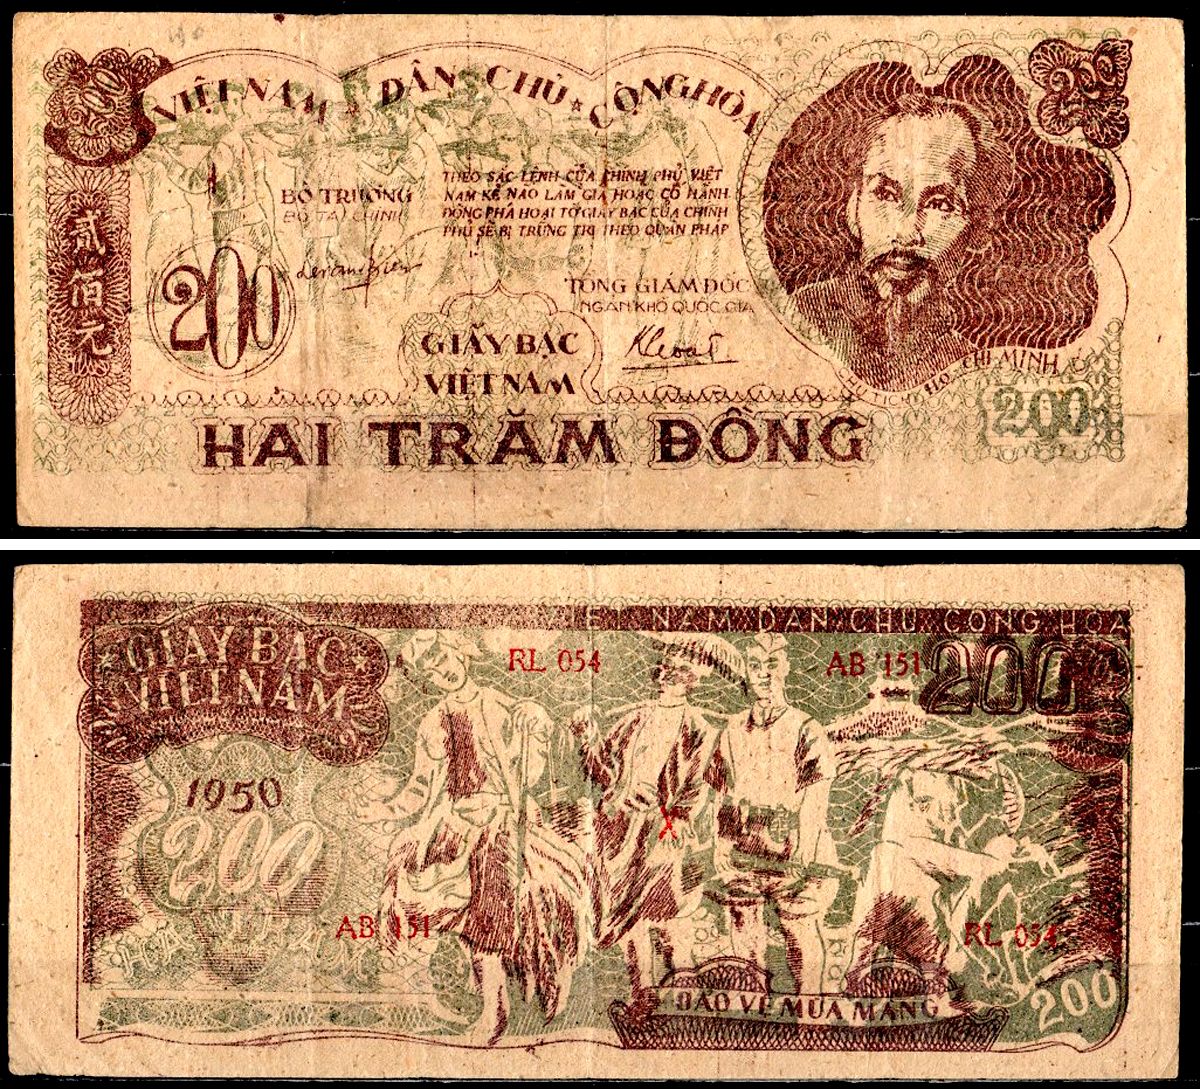 200
VIỆT NAM ★ DÂN CHỦ ★ CỘNG HÒA
200
貳佰元
BỘ TRƯỞNG
BỘ TÀI CHÍNH
THEO SẮC LỆNH CỦA CHÍNH PHỦ VIỆT
NAM KẺ NÀO LÀM GIẢ HOẶC CÓ HÀNH
ĐỘNG PHÁ HOẠI TỜ GIẤY BẠC CỦA CHÍNH
PHỦ SẼ BỊ TRỪNG TRỊ THEO QUÂN PHÁP
200
TỔNG GIÁM ĐỐC
NGÂN KHỐ QUỐC GIA
GIẤY BẠC
VIỆT NAM
CHỦ TỊCH HỒ CHÍ MINH
200
HAI TRĂM ĐỒNG
VIỆT NAM DÂN CHỦ CỘNG HÒA
GIẤY BẠC
VIỆT NAM
RL 054
AB 151
200
1950
200
AB 151
RL 054
BẢO VỆ MÙA MÀNG
200